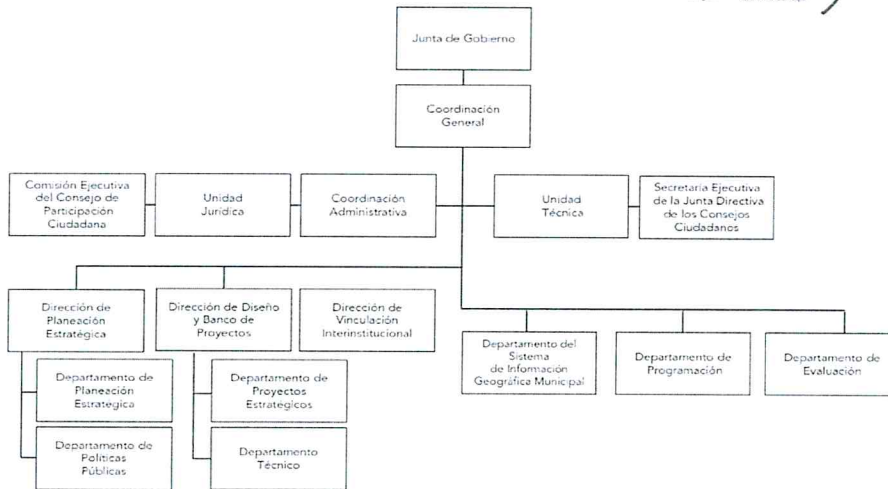 Junta de Gobierno
Coordinación
General
Comisión Ejecutiva
del Consejo de
Participación
Ciudadana
Unidad
Jurídica
Coordinación
Administrativa
Unidad
Técnica
Secretaría Ejecutiva
de la Junta Directiva
de los Consejos
Ciudadanos
Dirección de
Planeación
Estratégica
Dirección de Diseño
y Banco de
Proyectos
Dirección de
Vinculación
Interinstitucional
Departamento del
Sistema
de Información
Geográfica Municipal
Departamento de
Programación
Departamento de
Evaluación
Departamento de
Planeación
Estratégica
Departamento de
Proyectos
Estratégicos
Departamento de
Políticas
Públicas
Departamento
Técnico